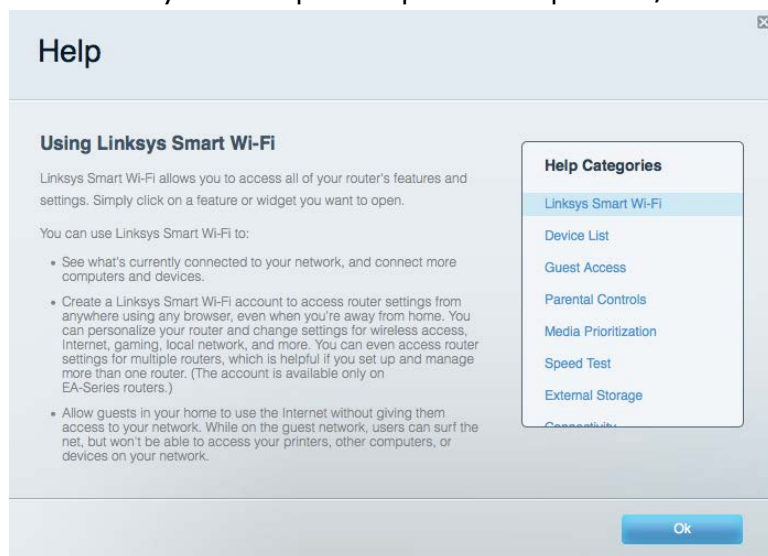 Help
Using Linksys Smart Wi-Fi
Linksys Smart Wi-Fi allows you to access all of your router's features and
settings. Simply click on a feature or widget you want to open.
You can use Linksys Smart Wi-Fi to:
• See what's currently connected to your network, and connect more
computers and devices.
• Create a Linksys Smart Wi-Fi account to access router settings from
anywhere using any browser, even when you're away from home. You
can personalize your router and change settings for wireless access,
Internet, gaming, local network, and more. You can even access router
settings for multiple routers, which is helpful if you set up and manage
more than one router. (The account is available only on
EA-Series routers.)
• Allow guests in your home to use the Internet without giving them
access to your network. While on the guest network, users can surf the
net, but won't be able to access your printers, other computers, or
devices on your network.
Help Categories
Linksys Smart Wi-Fi
Device List
Guest Access
Parental Controls
Media Prioritization
Speed Test
External Storage
Connectivity
Ok